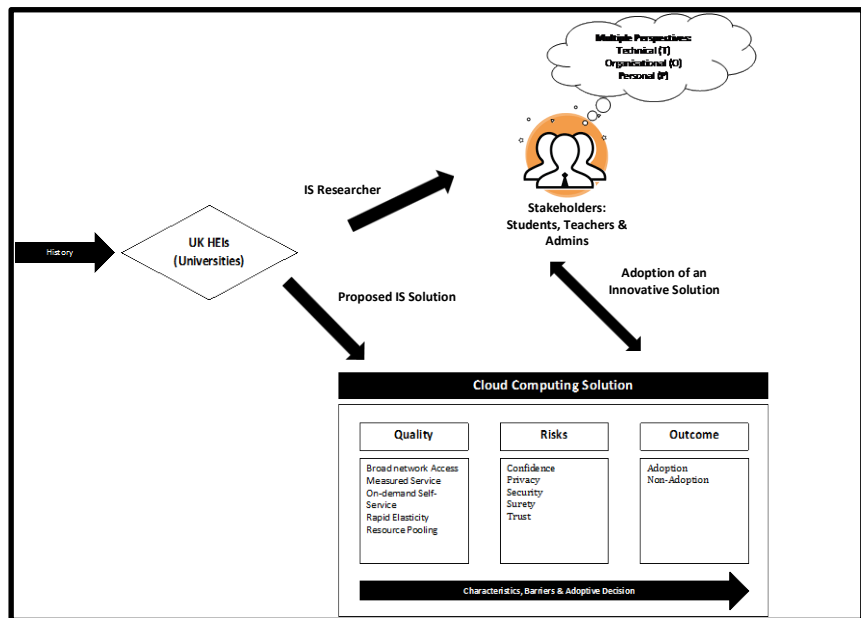 Multiple Perspectives:
Technical (T)
Organisational (O)
Personal (P)
IS Researcher
Stakeholders:
Students, Teachers &
Admins
History
UK HEIs
(Universities)
Proposed IS Solution
Adoption of an
Innovative Solution
Cloud Computing Solution
Quality
Risks
Outcome
Broad network Access
Measured Service
On-demand Self-
Service
Rapid Elasticity
Resource Pooling
Confidence
Privacy
Security
Surety
Trust
Adoption
Non-Adoption
Characteristics, Barriers & Adoptive Decision